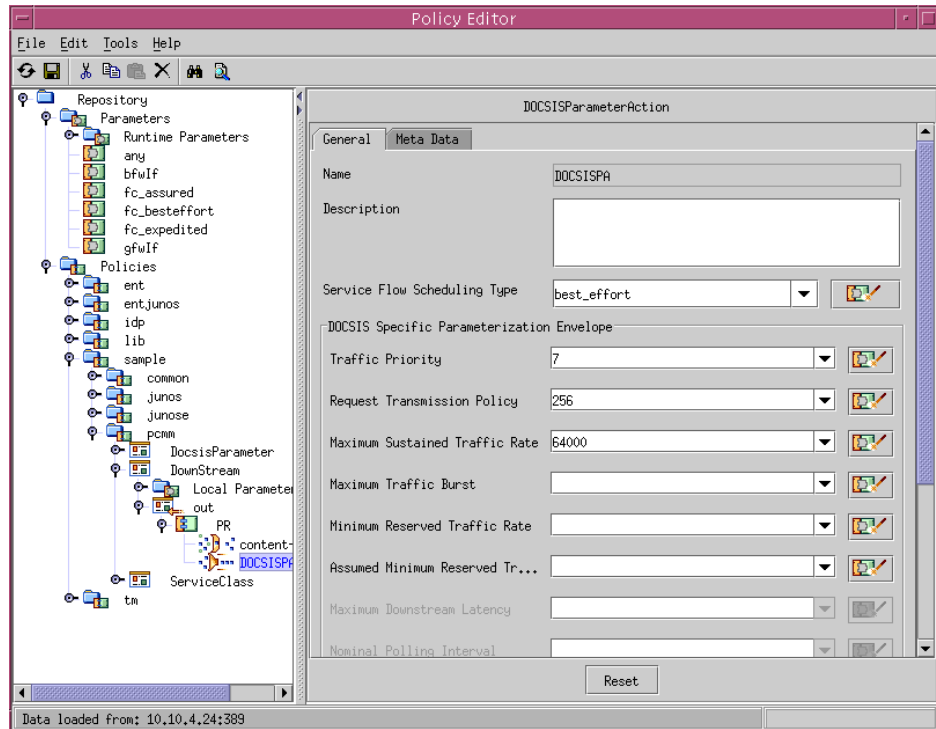 Policy Editor
File Edit Tools Help
Repository
Parameters
Runtime Parameters
any
bfwIf
fc_assured
fc_besteffort
fc_expedited
gfwIf
Policies
ent
entjunos
idp
lib
sample
common
junos
junose
pcmm
DocsisParameter
DownStream
Local Parameter
out
PR
content-
DOCSISPA
ServiceClass
tm
DOCSISParameterAction
General Meta Data
Name DOCSISPA
Description
Service Flow Scheduling Type best_effort
DOCSIS Specific Parameterization Envelope
Traffic Priority 7
Request Transmission Policy 256
Maximum Sustained Traffic Rate 64000
Maximum Traffic Burst
Minimum Reserved Traffic Rate
Assumed Minimum Reserved Tr...
Maximum Downstream Latency
Nominal Polling Interval
Reset
Data loaded from: 10.10.4.24:389